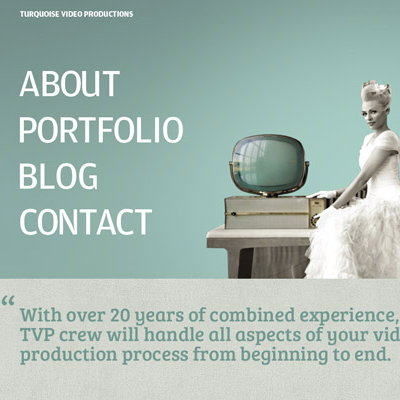 TURQUOISE VIDEO PRODUCTIONS
ABOUT
PORTFOLIO
BLOG
CONTACT
“With over 20 years of combined experience,
TVP crew will handle all aspects of your vid
production process from beginning to end.